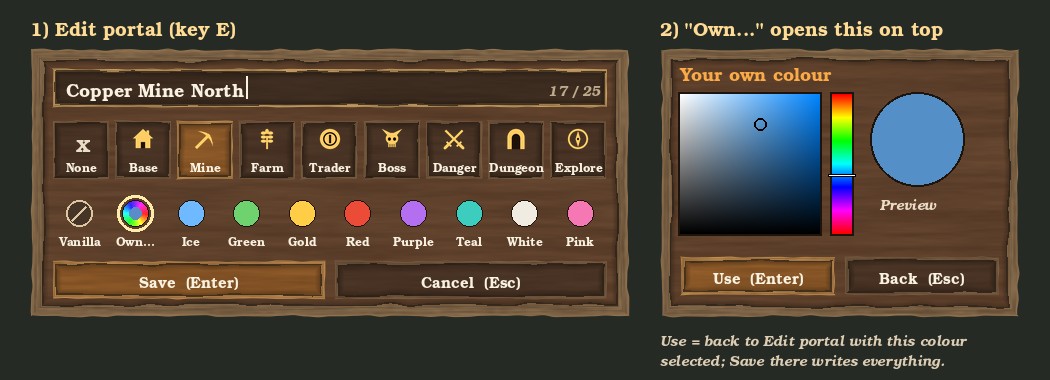 1) Edit portal (key E)
Copper Mine North
17 / 25
x
None Base Mine Farm Trader Boss Danger Dungeon Explore
Vanilla Own... Ice Green Gold Red Purple Teal White Pink
Save (Enter) Cancel (Esc)
2) "Own..." opens this on top
Your own colour
Preview
Use (Enter) Back (Esc)
Use = back to Edit portal with this colour
selected; Save there writes everything.